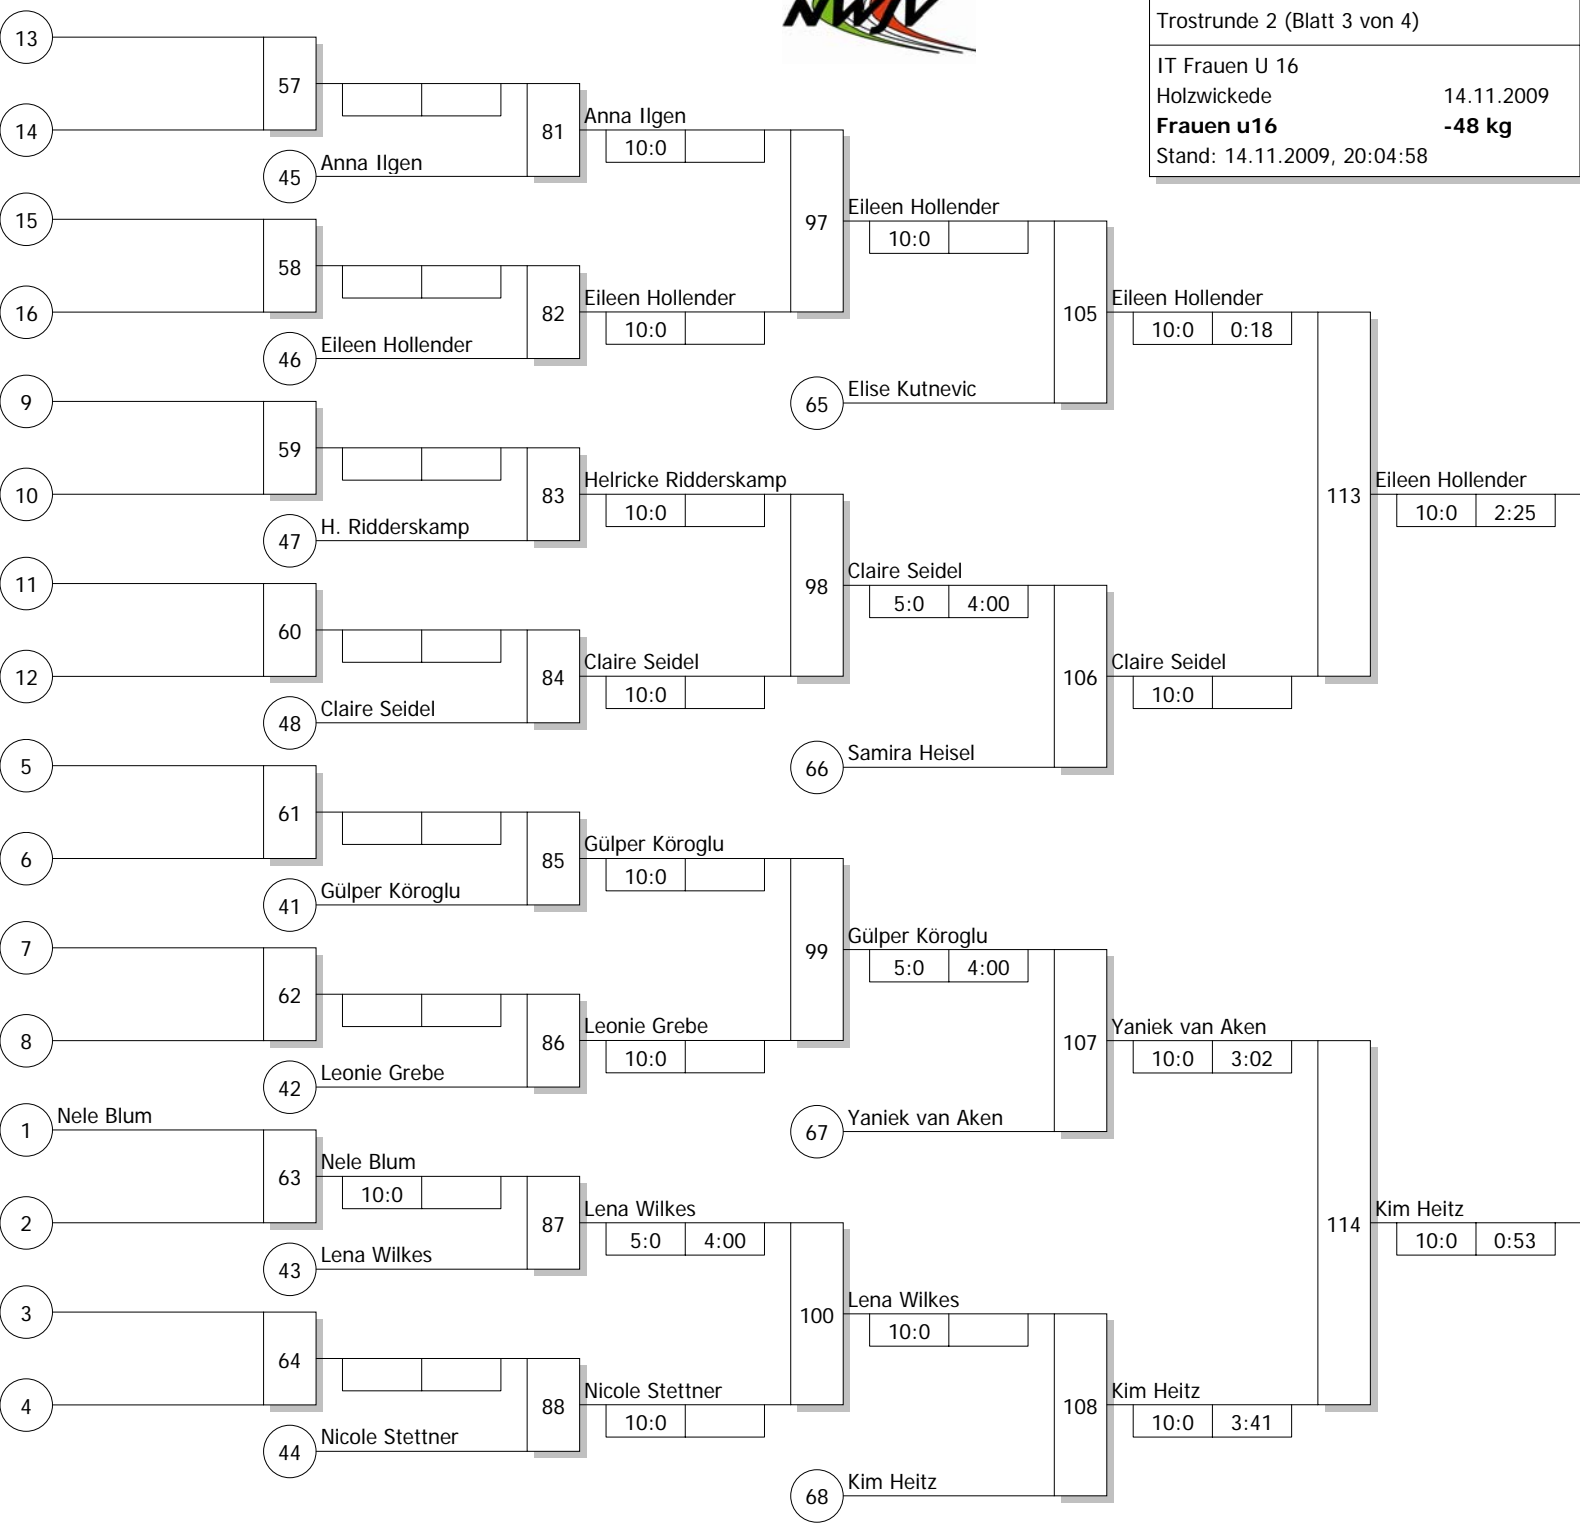 NWJV
Trostrunde 2 (Blatt 3 von 4)
IT Frauen U 16
Holzwickede 14.11.2009
Frauen u16 -48 kg
Stand: 14.11.2009, 20:04:58
13
57
14
81
Anna Ilgen
10:0
45
Anna Ilgen
15
97
Eileen Hollender
10:0
58
16
82
Eileen Hollender
10:0
46
Eileen Hollender
105
Eileen Hollender
10:0 0:18
9
65
Elise Kutnevic
59
10
83
Helricke Ridderskamp
10:0
47
H. Ridderskamp
113
Eileen Hollender
10:0 2:25
11
98
Claire Seidel
5:0 4:00
60
12
84
Claire Seidel
10:0
48
Claire Seidel
106
Claire Seidel
10:0
5
66
Samira Heisel
61
6
85
Gülper Köroglu
10:0
41
Gülper Köroglu
7
99
Gülper Köroglu
5:0 4:00
62
8
86
Leonie Grebe
10:0
42
Leonie Grebe
107
Yaniek van Aken
10:0 3:02
1
Nele Blum
67
Yaniek van Aken
63
Nele Blum
10:0
2
87
Lena Wilkes
5:0 4:00
43
Lena Wilkes
114
Kim Heitz
10:0 0:53
3
100
Lena Wilkes
10:0
64
4
88
Nicole Stettner
10:0
44
Nicole Stettner
108
Kim Heitz
10:0 3:41
68
Kim Heitz